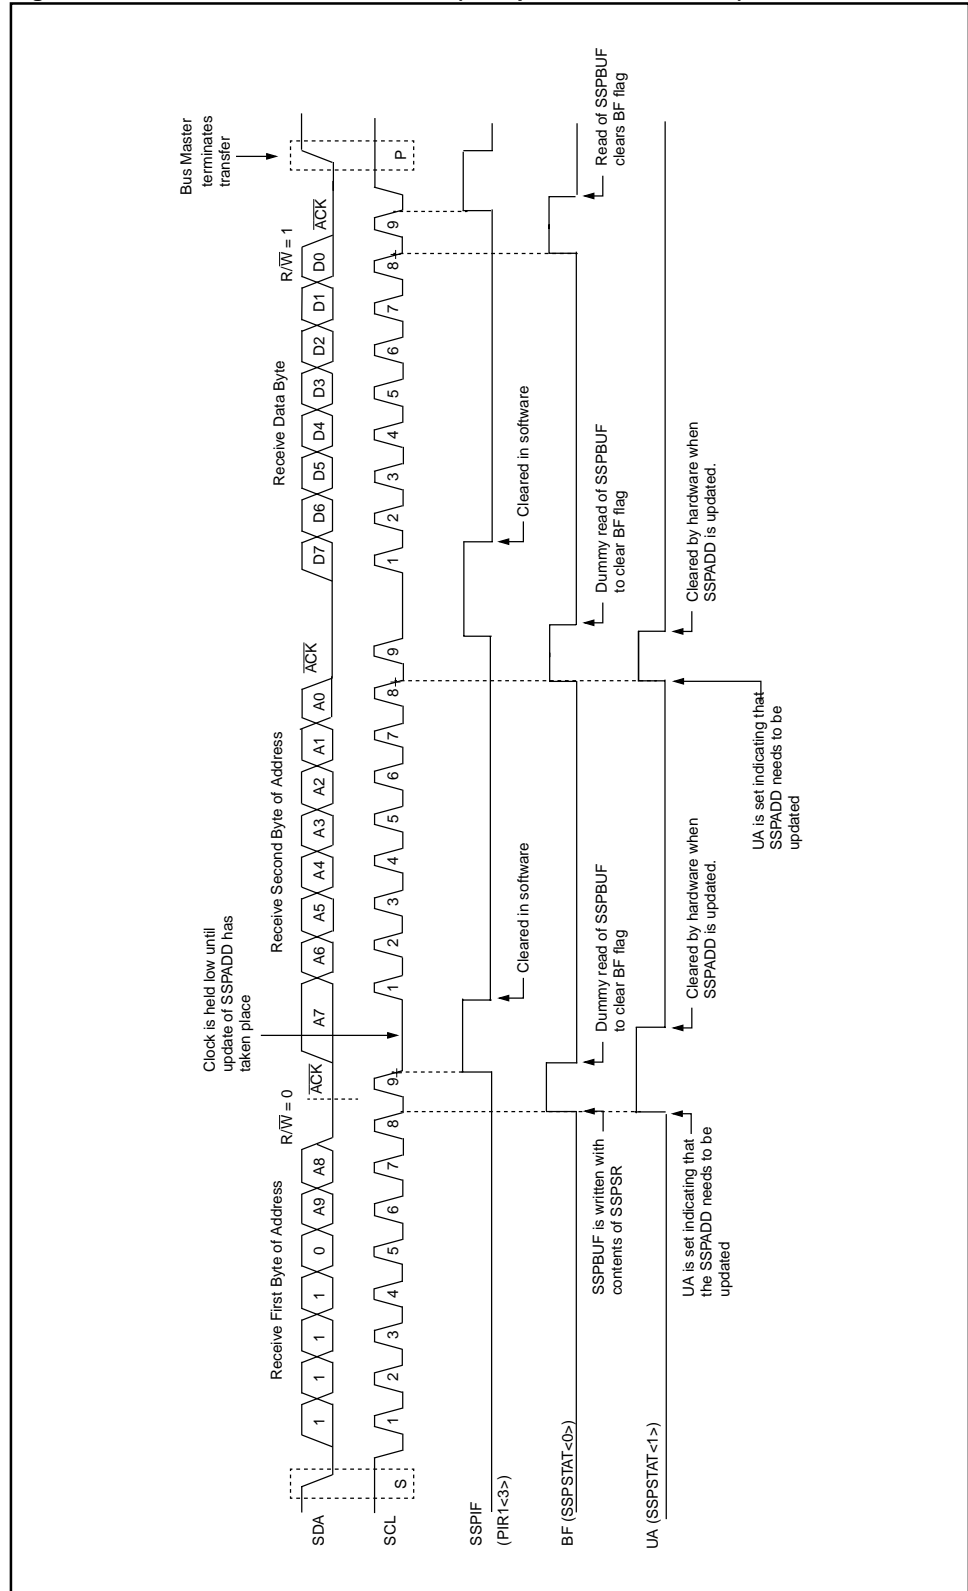 Bus Master
terminates
transfer
Clock is held low until
update of SSPADD has
taken place
Receive First Byte of Address
R/W = 0
Receive Second Byte of Address
Receive Data Byte
R/W = 1
SDA
1 1 1 1 0 A9 A8 ACK A7 A6 A5 A4 A3 A2 A1 A0 ACK D7 D6 D5 D4 D3 D2 D1 D0 ACK
SCL
S 1 2 3 4 5 6 7 8 9 1 2 3 4 5 6 7 8 9 1 2 3 4 5 6 7 8 9 P
SSPIF
(PIR1<3>)
Cleared in software
Cleared in software
BF (SSPSTAT<0>)
SSPBUF is written with
contents of SSPSR
Dummy read of SSPBUF
to clear BF flag
Dummy read of SSPBUF
to clear BF flag
Read of SSPBUF
clears BF flag
UA (SSPSTAT<1>)
UA is set indicating that
the SSPADD needs to be
updated
Cleared by hardware when
SSPADD is updated.
UA is set indicating that
SSPADD needs to be
updated
Cleared by hardware when
SSPADD is updated.